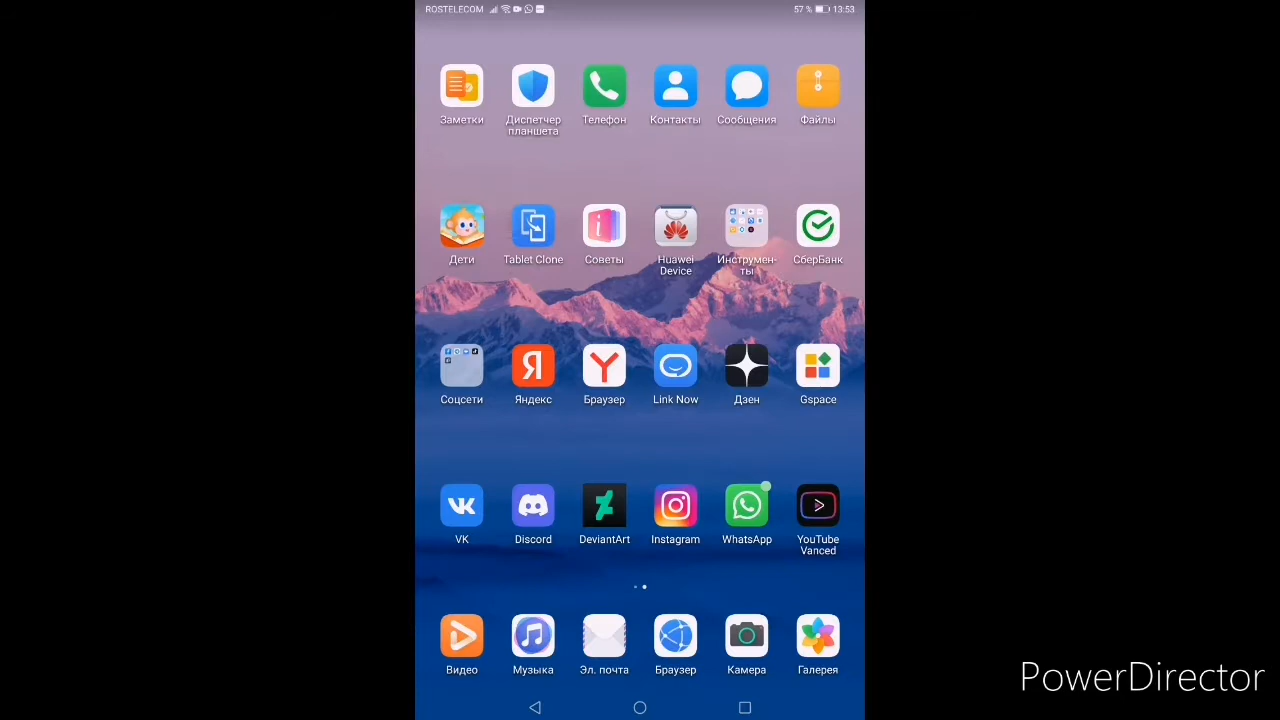 ROSTELECOM 57 % 13:53
Заметки Диспетчер планшета Телефон Контакты Сообщения Файлы
Дети Tablet Clone Советы Huawei Device Инструмен- ты СберБанк
Соцсети Яндекс Браузер Link Now Дзен Gspace
VK Discord DeviantArt Instagram WhatsApp YouTube Vanced
Видео Музыка Эл. почта Браузер Камера Галерея
PowerDirector